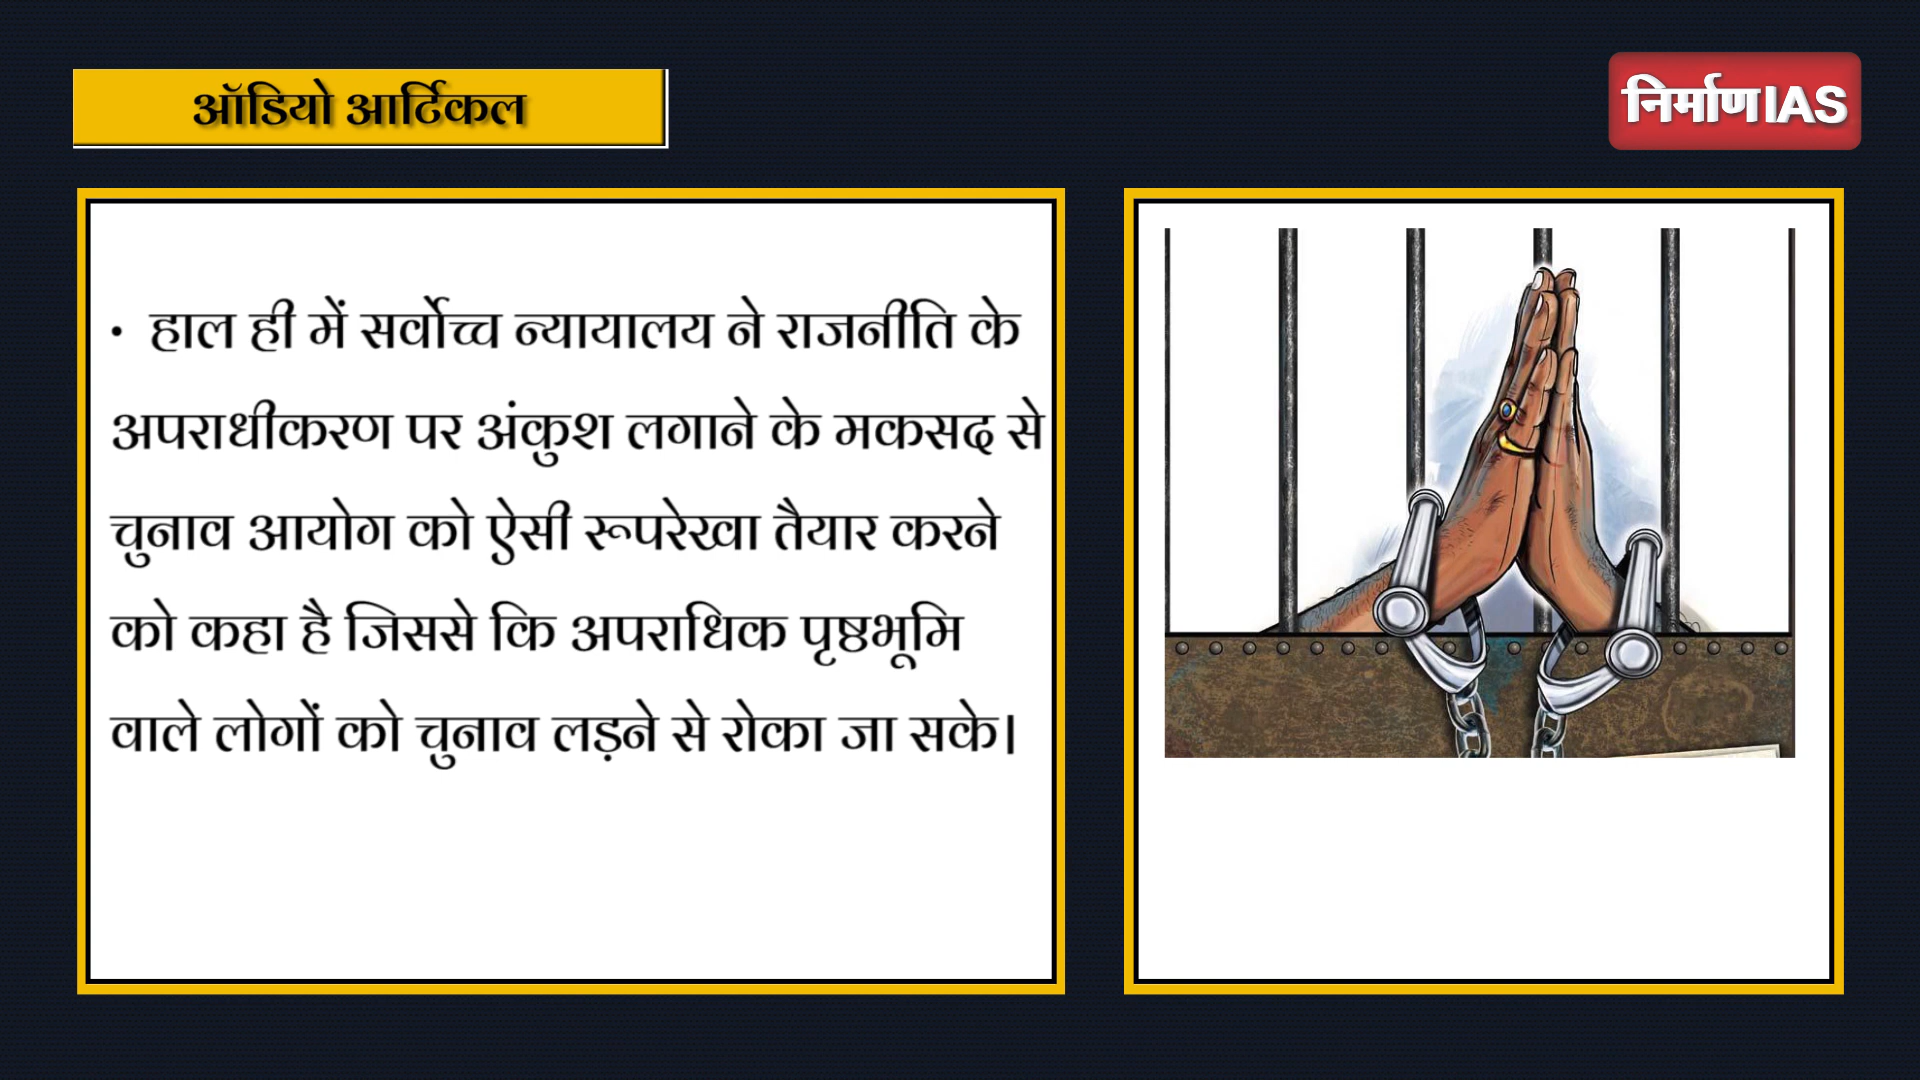 ऑडियो आर्टिकल
निर्माण IAS
• हाल ही में सर्वोच्च न्यायालय ने राजनीति के
अपराधीकरण पर अंकुश लगाने के मकसद से
चुनाव आयोग को ऐसी रूपरेखा तैयार करने
को कहा है जिससे कि अपराधिक पृष्ठभूमि
वाले लोगों को चुनाव लड़ने से रोका जा सके।